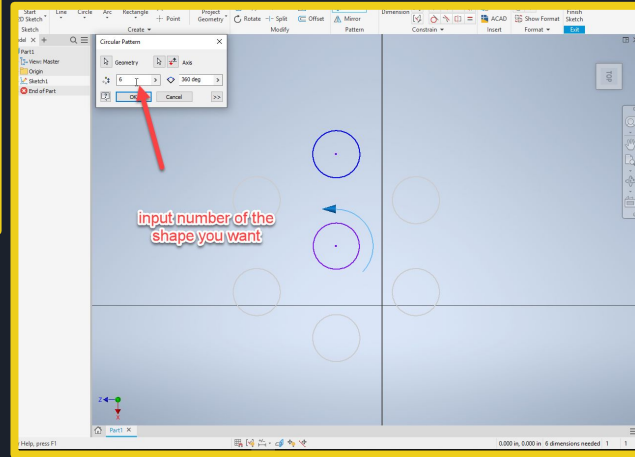 Start Line Circle Arc Rectangle Project Dimension Finish
2D Sketch + Point Geometry Rotate Split Offset Mirror ACAD Show Format Sketch
Sketch Create Modify Pattern Constrain Insert Format Exit
Circular Pattern
Part1
View: Master
Origin
Sketch1
End of Part
Geometry Axis
6 > 360 deg >
OK Cancel >>
TOP
input number of the
shape you want
Z
X
Part1 X
Help, press F1 0.000 in, 0.000 in 6 dimensions needed 1 1